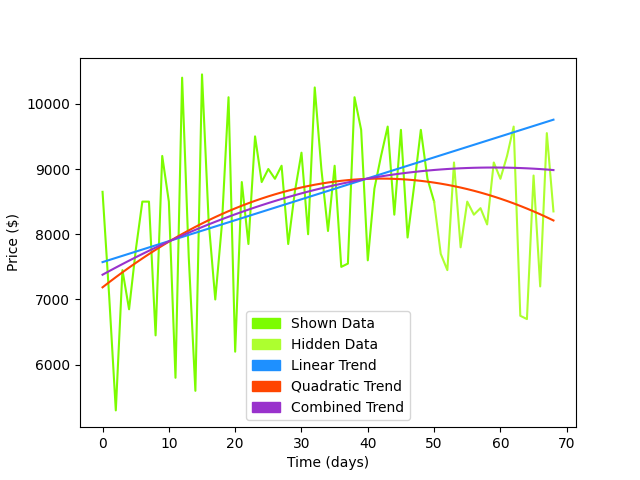 10000
9000
8000
7000
6000
Price ($)
Shown Data
Hidden Data
Linear Trend
Quadratic Trend
Combined Trend
0 10 20 30 40 50 60 70
Time (days)